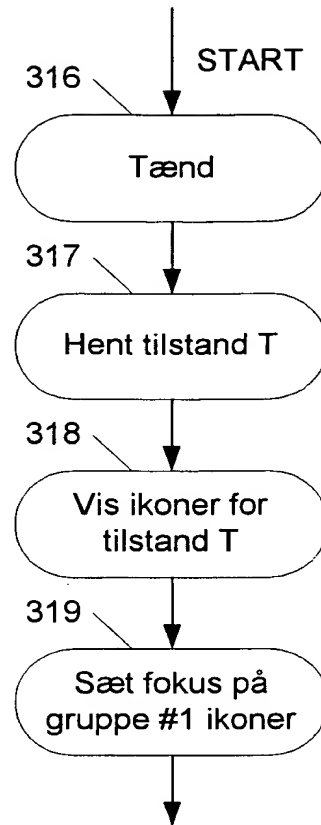 START
316
Tænd
317
Hent tilstand T
318
Vis ikoner for
tilstand T
319
Sæt fokus på
gruppe #1 ikoner